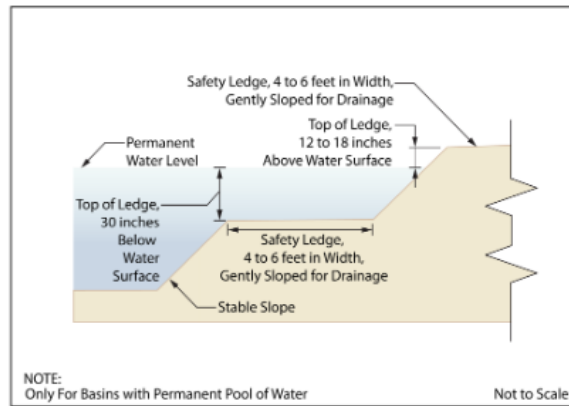 Safety Ledge, 4 to 6 feet in Width,
Gently Sloped for Drainage
Top of Ledge,
12 to 18 inches
Above Water Surface
Permanent
Water Level
Top of Ledge,
30 inches
Below
Water
Surface
Safety Ledge,
4 to 6 feet in Width,
Gently Sloped for Drainage
Stable Slope
NOTE:
Only For Basins with Permanent Pool of Water
Not to Scale